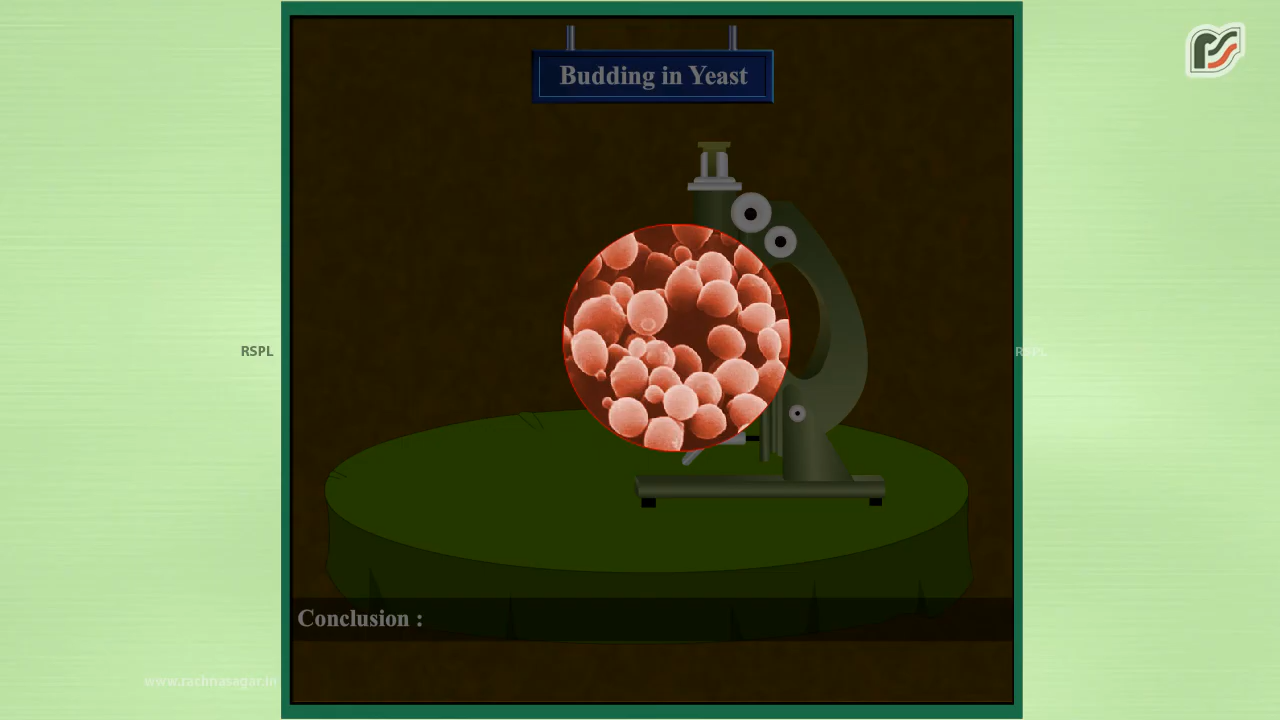 Budding in Yeast
RSPL
RSPL
Conclusion :
www.rachnasagar.in